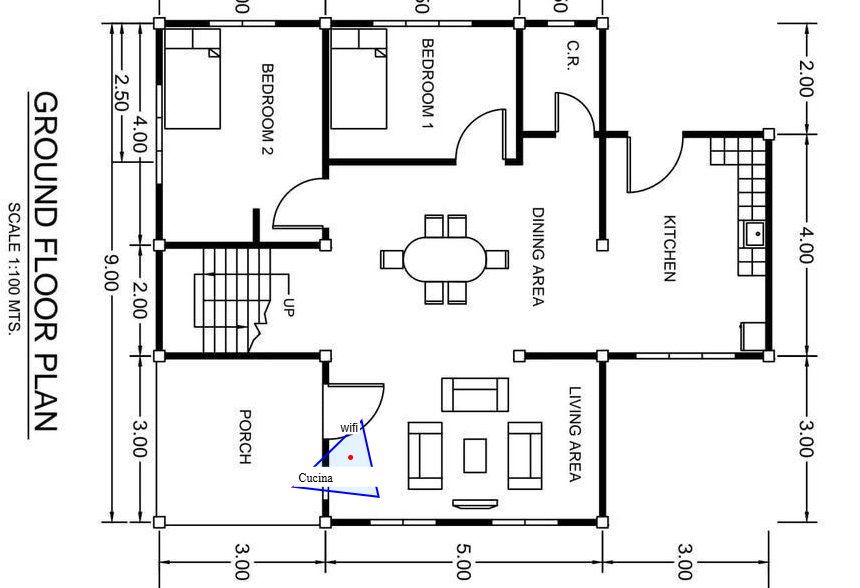 GROUND FLOOR PLAN
SCALE 1:100 MTS.
BEDROOM 2
BEDROOM 1
C.R.
KITCHEN
DINING AREA
UP
LIVING AREA
PORCH
wifi
Cucina
2.50
4.00
9.00
2.00
3.00
2.00
4.00
3.00
3.00
5.00
3.00